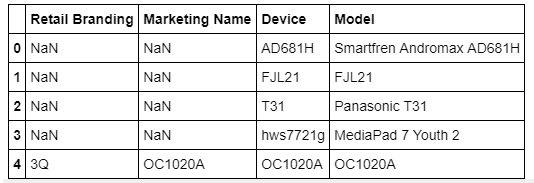 Retail Branding Marketing Name Device Model
0 NaN NaN AD681H Smartfren Andromax AD681H
1 NaN NaN FJL21 FJL21
2 NaN NaN T31 Panasonic T31
3 NaN NaN hws7721g MediaPad 7 Youth 2
4 3Q OC1020A OC1020A OC1020A